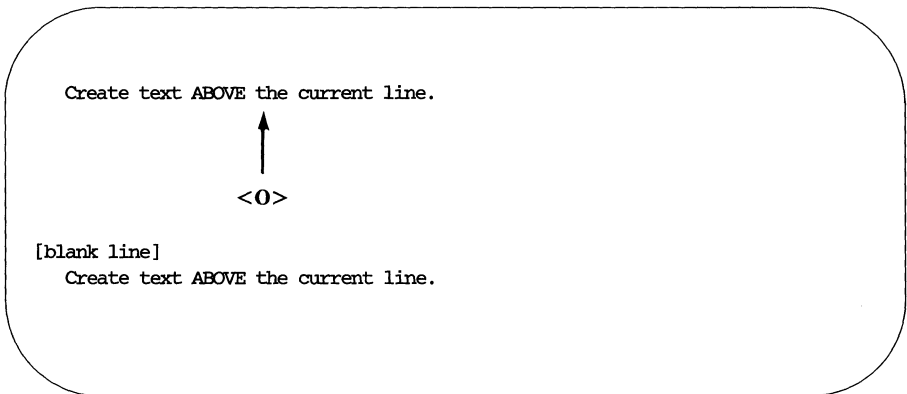 Create text ABOVE the current line.
<O>
[blank line]
Create text ABOVE the current line.